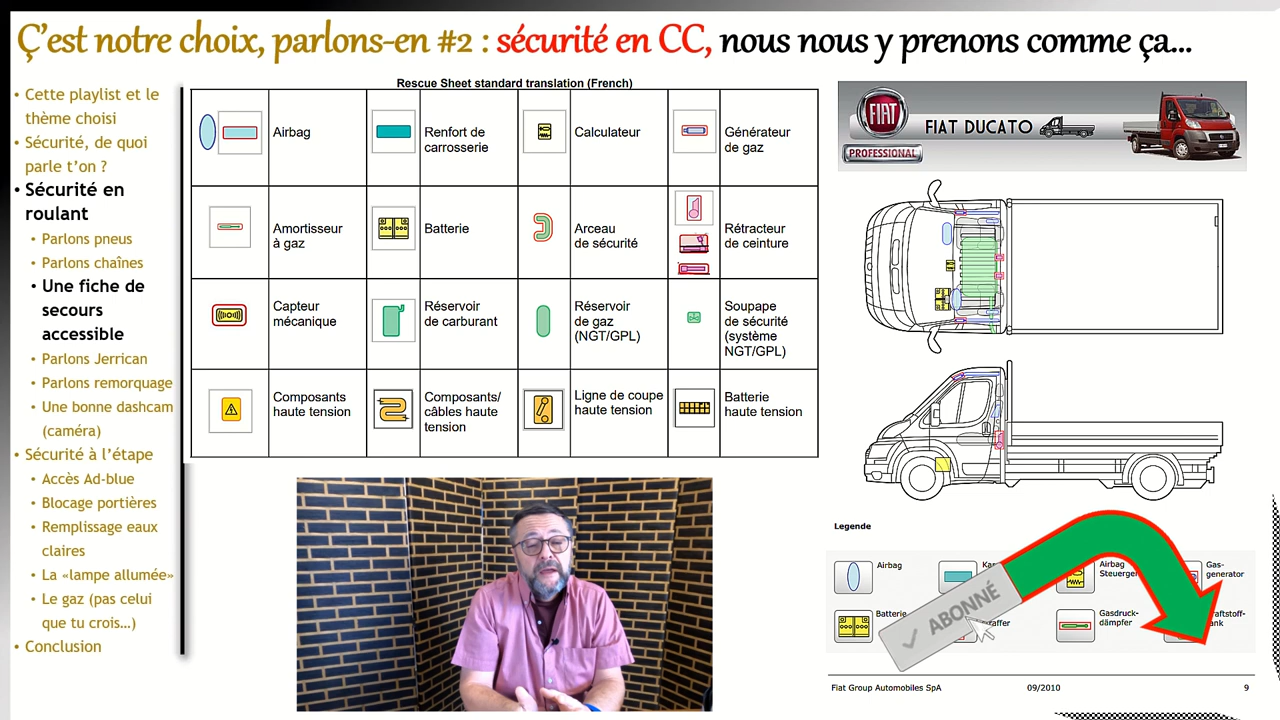 Ç’est notre choix, parlons-en #2 : sécurité en CC, nous nous y prenons comme ça...
• Cette playlist et le
thème choisi
• Sécurité, de quoi
parle t’on ?
• Sécurité en
roulant
• Parlons pneus
• Parlons chaînes
• Une fiche de
secours
accessible
• Parlons Jerrican
• Parlons remorquage
• Une bonne dashcam
(caméra)
• Sécurité à l’étape
• Accès Ad-blue
• Blocage portières
• Remplissage eaux
claires
• La «lampe allumée»
• Le gaz (pas celui
que tu crois…)
• Conclusion
Rescue Sheet standard translation (French)
Airbag
Renfort de
carrosserie
Calculateur
Générateur
de gaz
Amortisseur
à gaz
Batterie
Arceau
de sécurité
Rétracteur
de ceinture
Capteur
mécanique
Réservoir
de carburant
Réservoir
de gaz
(NGT/GPL)
Soupape
de sécurité
(système
NGT/GPL)
Composants
haute tension
Composants/
câbles haute
tension
Ligne de coupe
haute tension
Batterie
haute tension
FIAT
FIAT DUCATO
PROFESSIONAL
Legende
Airbag
Airbag
Gas-
generator
Batterie
Gasdruck-
dämpfer
ABONNÉ
Fiat Group Automobiles SpA
09/2010
9